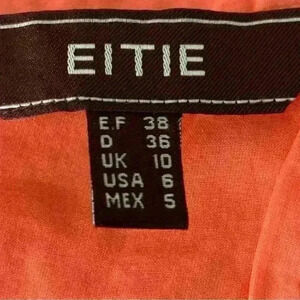 EITIE
E.F 38
D 36
UK 10
USA 6
MEX 5